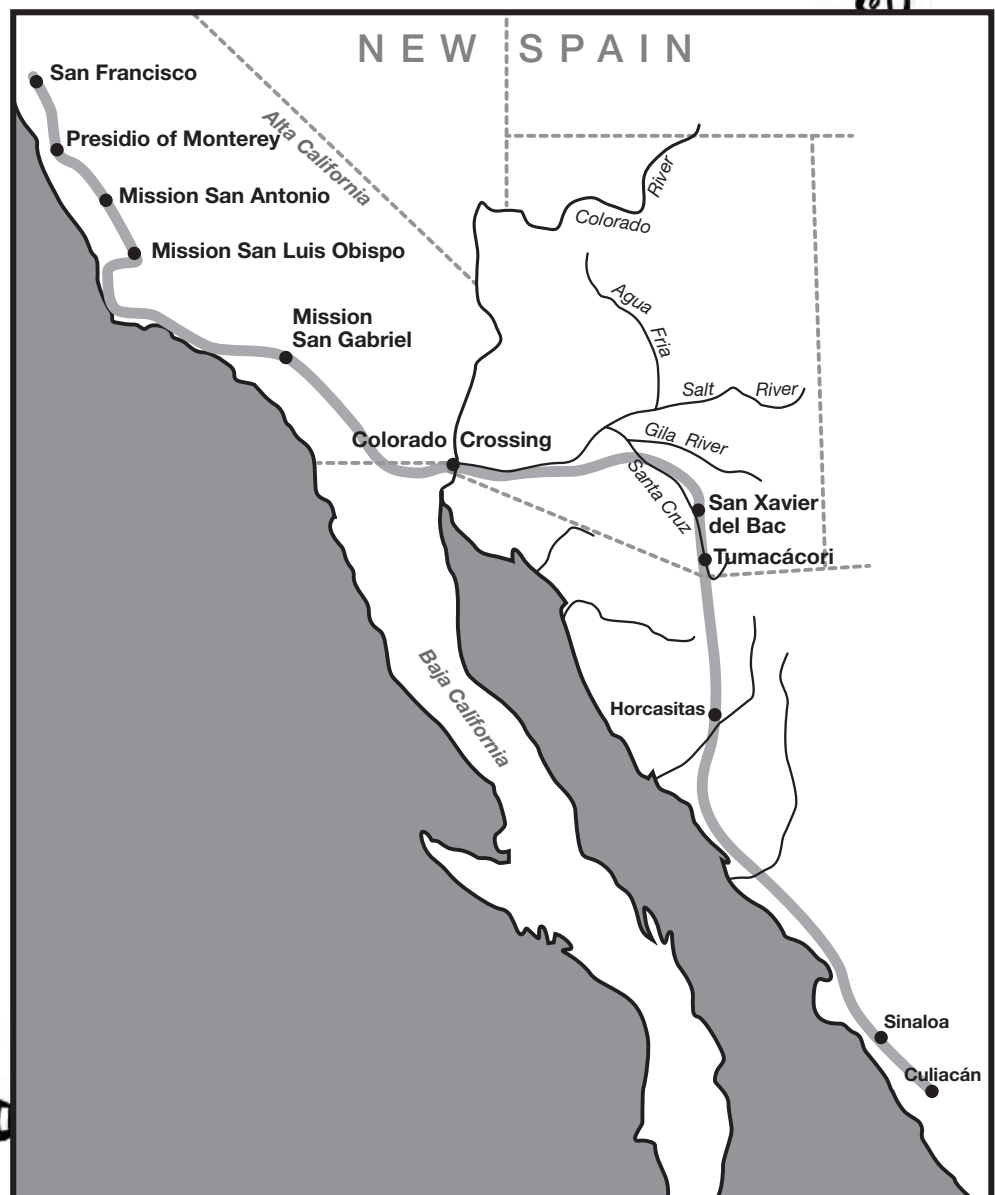 NEW SPAIN
San Francisco
Presidio of Monterey
Alta California
Mission San Antonio
Mission San Luis Obispo
Mission
San Gabriel
Colorado River
Agua Fria
Salt River
Gila River
Santa Cruz
Colorado Crossing
San Xavier
del Bac
Tumacácori
Baja California
Horcasitas
Sinaloa
Culiacán